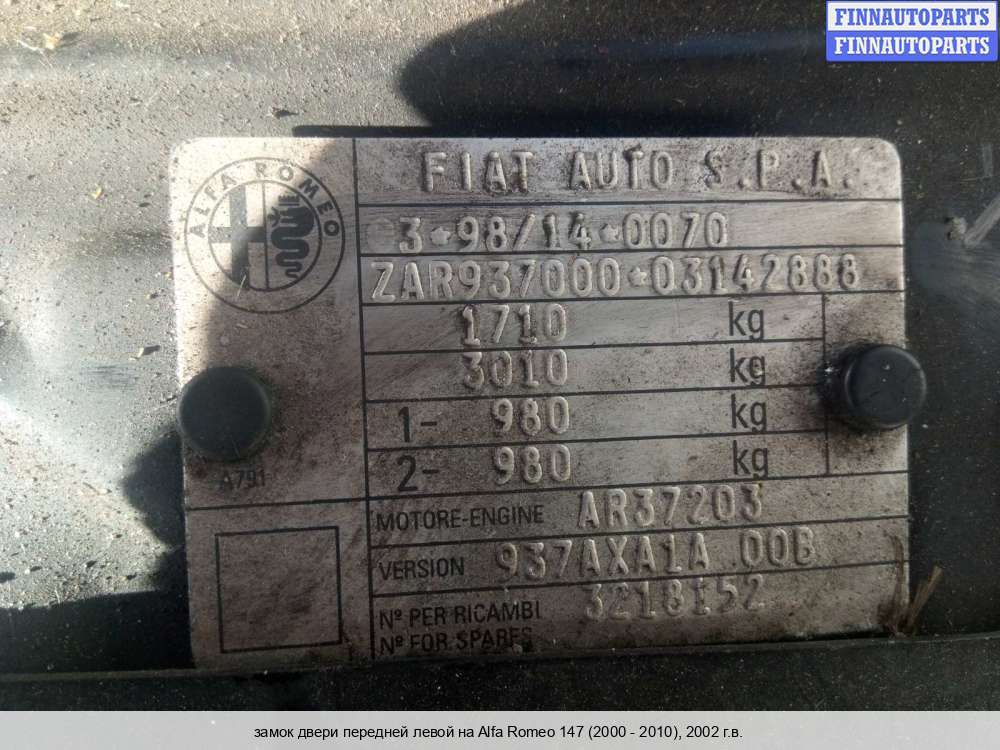 FINNAUTOPARTS
FINNAUTOPARTS
ALFA ROMEO
FIAT AUTO S.P.A.
3*98/14*0070
ZAR937000*03142888
1710 kg
3010 kg
1- 980 kg
2- 980 kg
A791
MOTORE-ENGINE AR37203
VERSION 937AXA1A 00B
Nº PER RICAMBI 3218152
Nº FOR SPARES
замок двери передней левой на Alfa Romeo 147 (2000 - 2010), 2002 г.в.